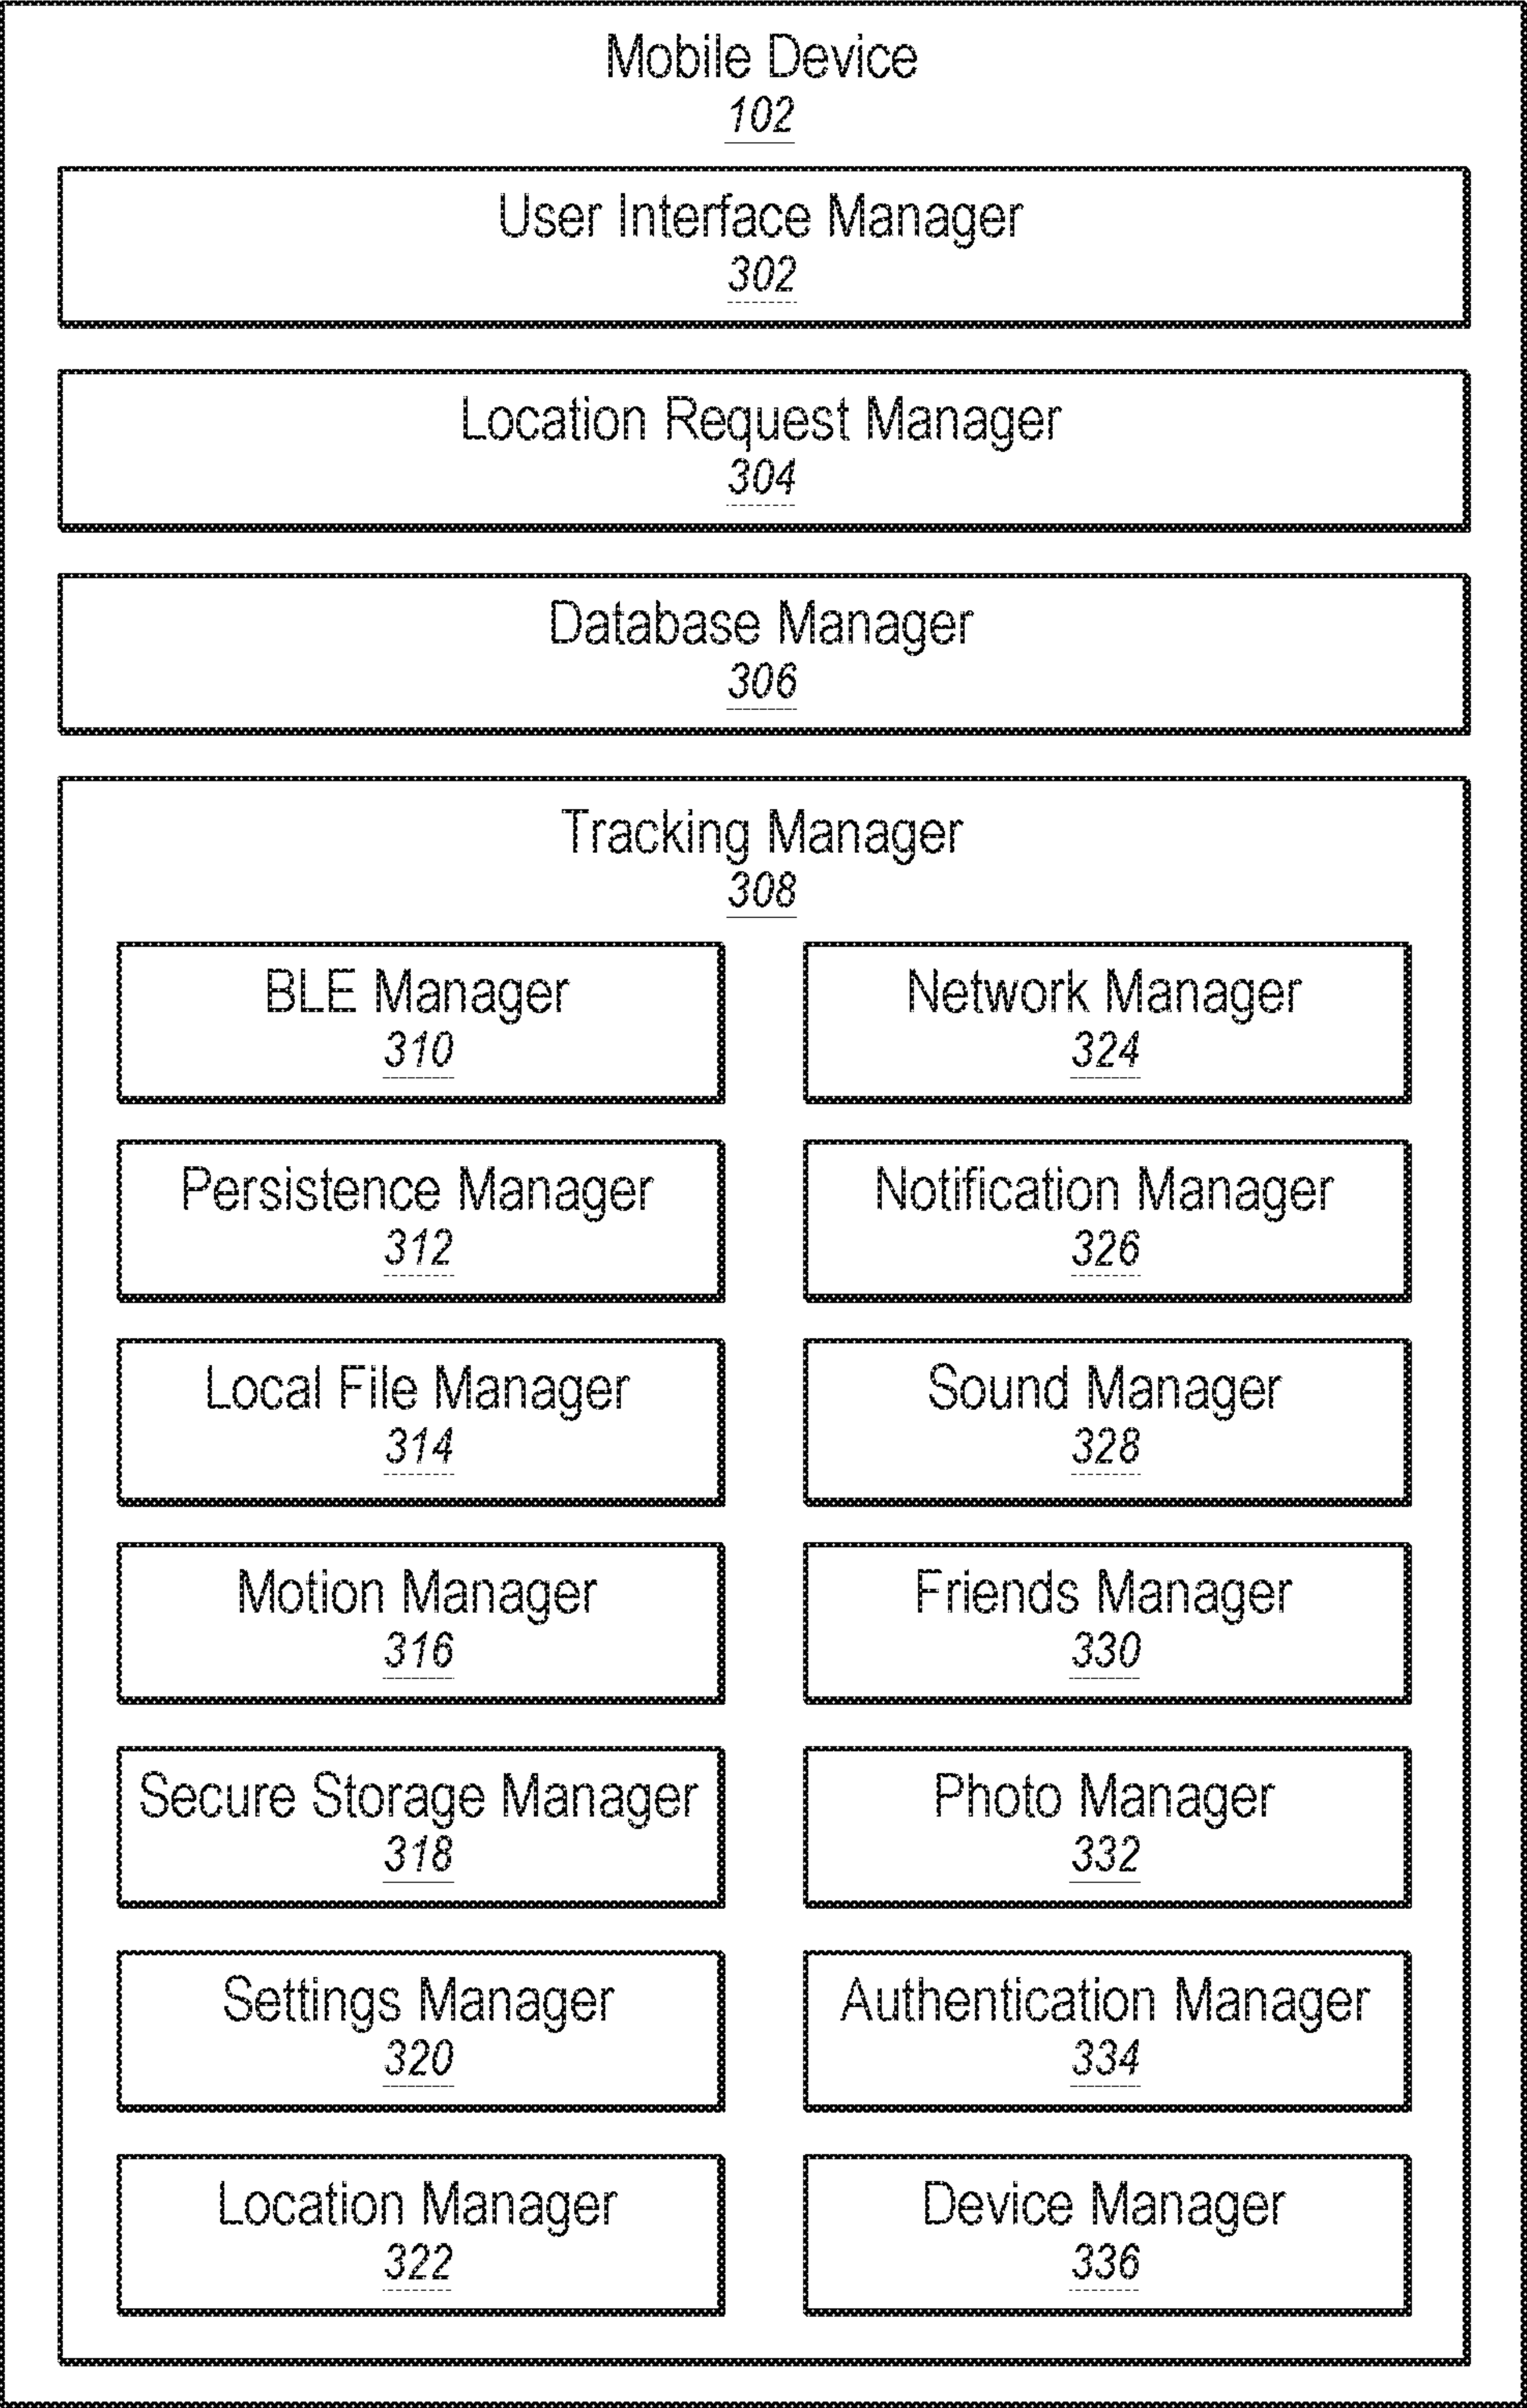 Mobile Device
102
User Interface Manager
302
Location Request Manager
304
Database Manager
306
Tracking Manager
308
BLE Manager
310
Network Manager
324
Persistence Manager
312
Notification Manager
326
Local File Manager
314
Sound Manager
328
Motion Manager
316
Friends Manager
330
Secure Storage Manager
318
Photo Manager
332
Settings Manager
320
Authentication Manager
334
Location Manager
322
Device Manager
336